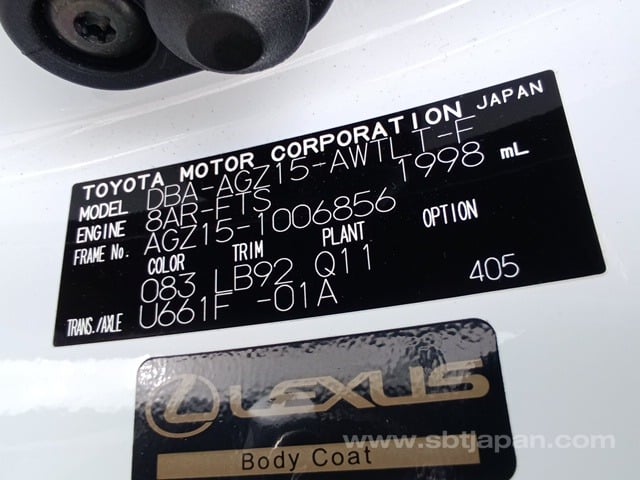 TOYOTA MOTOR CORPORATION JAPAN
MODEL DBA-AGZ15-AWTLT-F
ENGINE 8AR-FTS 1998 mL
FRAME No. AGZ15-1006856
COLOR TRIM PLANT OPTION
083 LB92 Q11
TRANS./AXLE U661F -01A 405
LEXUS
www.sbtjapan.com
Body Coat